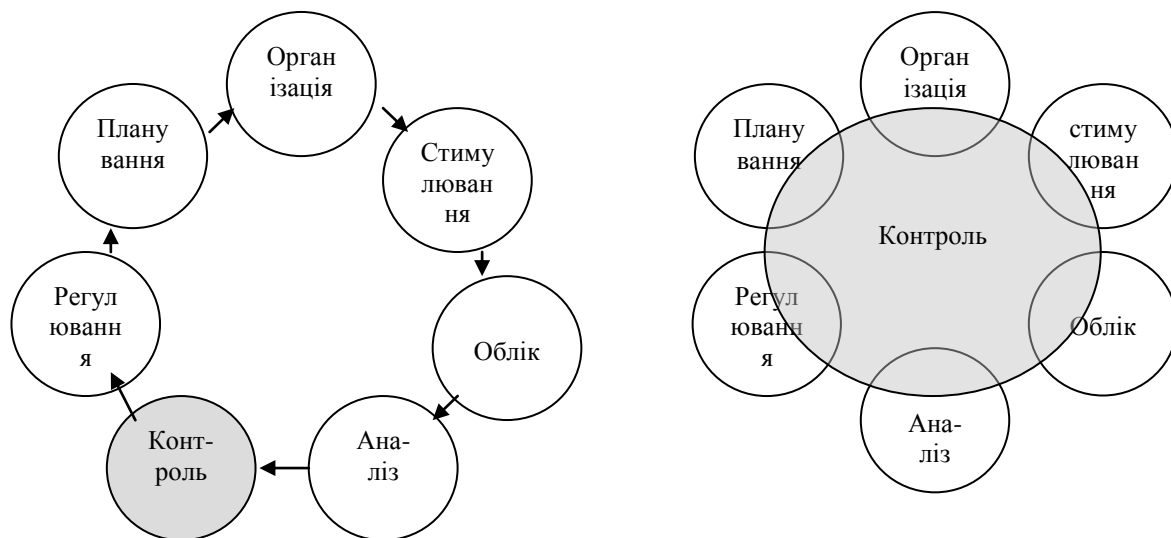 Орган
ізація
Плану
вання
Стиму
люван
ня
Регул
юванн
я
Облік
Конт-
роль
Ана-
ліз
Орган
ізація
Плану
вання
стиму
люван
ня
Контроль
Регул
юванн
я
Облік
Ана-
ліз